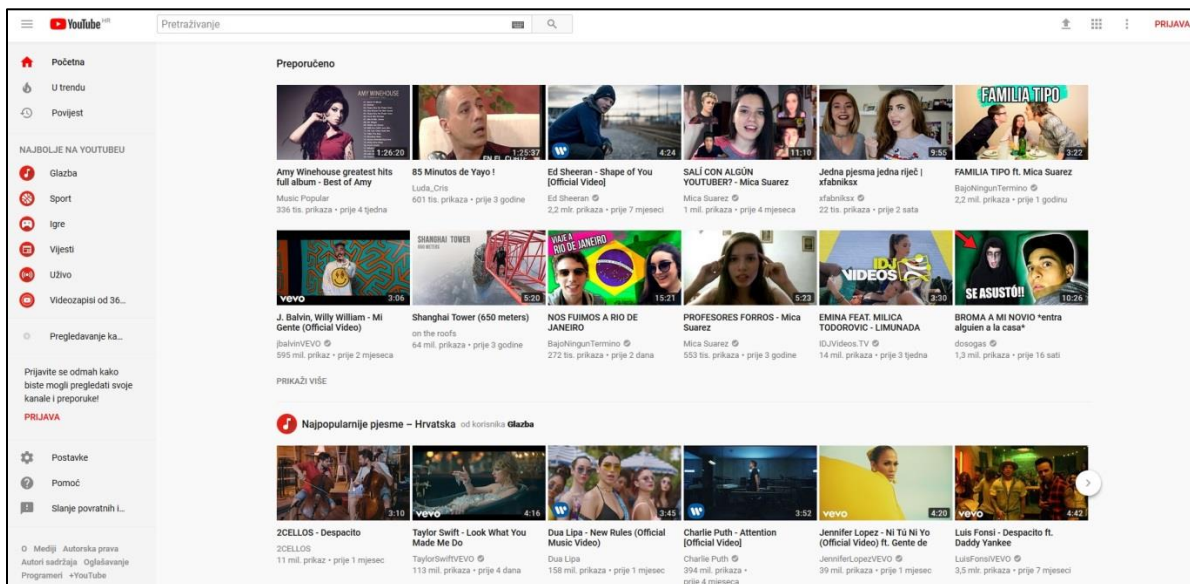 YouTube HR
Pretraživanje
PRIJAVA
Početna
U trendu
Povijest
NAJBOLJE NA YOUTUBEU
Glazba
Sport
Igre
Vijesti
Uživo
Videozapisi od 36...
Pregledavanje ka...
Prijavite se odmah kako
biste mogli pregledati svoje
kanale i preporuke!
PRIJAVA
Postavke
Pomoć
Slanje povratnih i...
O Mediji Autorska prava
Autori sadržaja Oglašavanje
Programeri +YouTube
Preporučeno
AMY WINEHOUSE
1:26:20
1:25:37
4:24
11:10
9:55
FAMILIA TIPO
3:22
Amy Winehouse greatest hits
full album - Best of Amy
Music Popular
336 tis. prikaza • prije 4 tjedna
85 Minutos de Yayo !
Luda_Cris
601 tis. prikaza • prije 3 godine
Ed Sheeran - Shape of You
[Official Video]
Ed Sheeran
2,2 mlr. prikaza • prije 7 mjeseci
SALÍ CON ALGÚN
YOUTUBER? - Mica Suarez
Mica Suarez
1 mil. prikaza • prije 4 mjeseca
Jedna pjesma jedna riječ |
xfabniksx
xfabniksx
22 tis. prikaza • prije 2 sata
FAMILIA TIPO ft. Mica Suarez
BajoNingunTermino
2,2 mil. prikaza • prije 1 godinu
vevo
3:06
SHANGHAI TOWER
650 METERS
5:20
VIAJE A
RIO DE JANEIRO
15:21
5:23
IDJ
VIDEOS
3:30
SE ASUSTÓ!!
10:26
J. Balvin, Willy William - Mi
Gente (Official Video)
jbalvinVEVO
595 mil. prikaz • prije 2 mjeseca
Shanghai Tower (650 meters)
on the roofs
64 mil. prikaza • prije 3 godine
NOS FUIMOS A RIO DE
JANEIRO
BajoNingunTermino
272 tis. prikaza • prije 2 dana
PROFESORES FORROS - Mica
Suarez
Mica Suarez
553 tis. prikaza • prije 3 godine
EMINA FEAT. MILICA
TODOROVIC - LIMUNADA
IDJVideos.TV
14 mil. prikaza • prije 3 tjedna
BROMA A MI NOVIO *entra
alguien a la casa*
dosogas
1,3 mil. prikaza • prije 16 sati
PRIKAŽI VIŠE
Najpopularnije pjesme – Hrvatska od korisnika Glazba
3:10
vevo
4:16
3:45
3:52
vevo
4:20
vevo
4:42
2CELLOS - Despacito
2CELLOS
11 mil. prikaz • prije 1 mjesec
Taylor Swift - Look What You
Made Me Do
TaylorSwiftVEVO
113 mil. prikaza • prije 4 dana
Dua Lipa - New Rules (Official
Music Video)
Dua Lipa
158 mil. prikaza • prije 1 mjesec
Charlie Puth - Attention
[Official Video]
Charlie Puth
394 mil. prikaza •
prije 4 mjeseca
Jennifer Lopez - Ni Tú Ni Yo
(Official Video) ft. Gente de
JenniferLopezVEVO
39 mil. prikaza • prije 1 mjesec
Luis Fonsi - Despacito ft.
Daddy Yankee
LuisFonsiVEVO
3,5 mlr. prikaza • prije 7 mjeseci